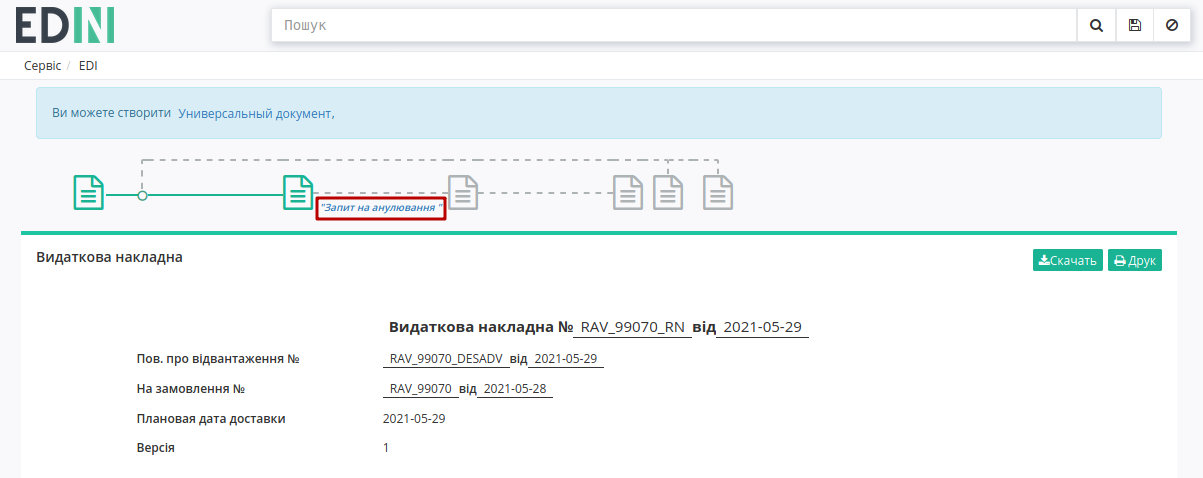 EDIN
Пошук
Сервіс / EDI
Ви можете створити Универсальный документ,
"Запит на анулювання "
Видаткова накладна
Скачать Друк
Видаткова накладна № RAV_99070_RN від 2021-05-29
Пов. про відвантаження № RAV_99070_DESADV від 2021-05-29
На замовлення № RAV_99070 від 2021-05-28
Планова дата доставки 2021-05-29
Версія 1